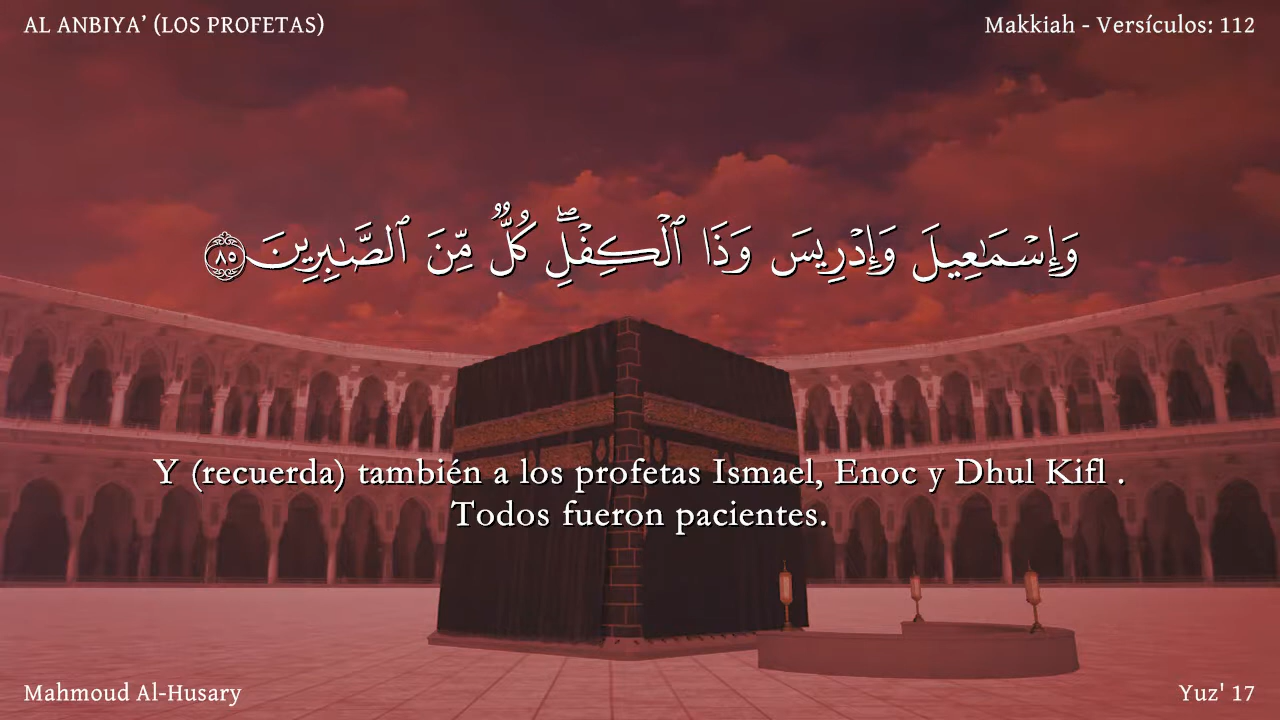 AL ANBIYA’ (LOS PROFETAS)
Makkiah - Versículos: 112
وَإِسْمَـٰعِيلَ وَإِدْرِيسَ وَذَا ٱلْكِفْلِ ۖ كُلٌّ مِّنَ ٱلصَّـٰبِرِينَ ٨٥
Y (recuerda) también a los profetas Ismael, Enoc y Dhul Kifl .
Todos fueron pacientes.
Mahmoud Al-Husary
Yuz' 17